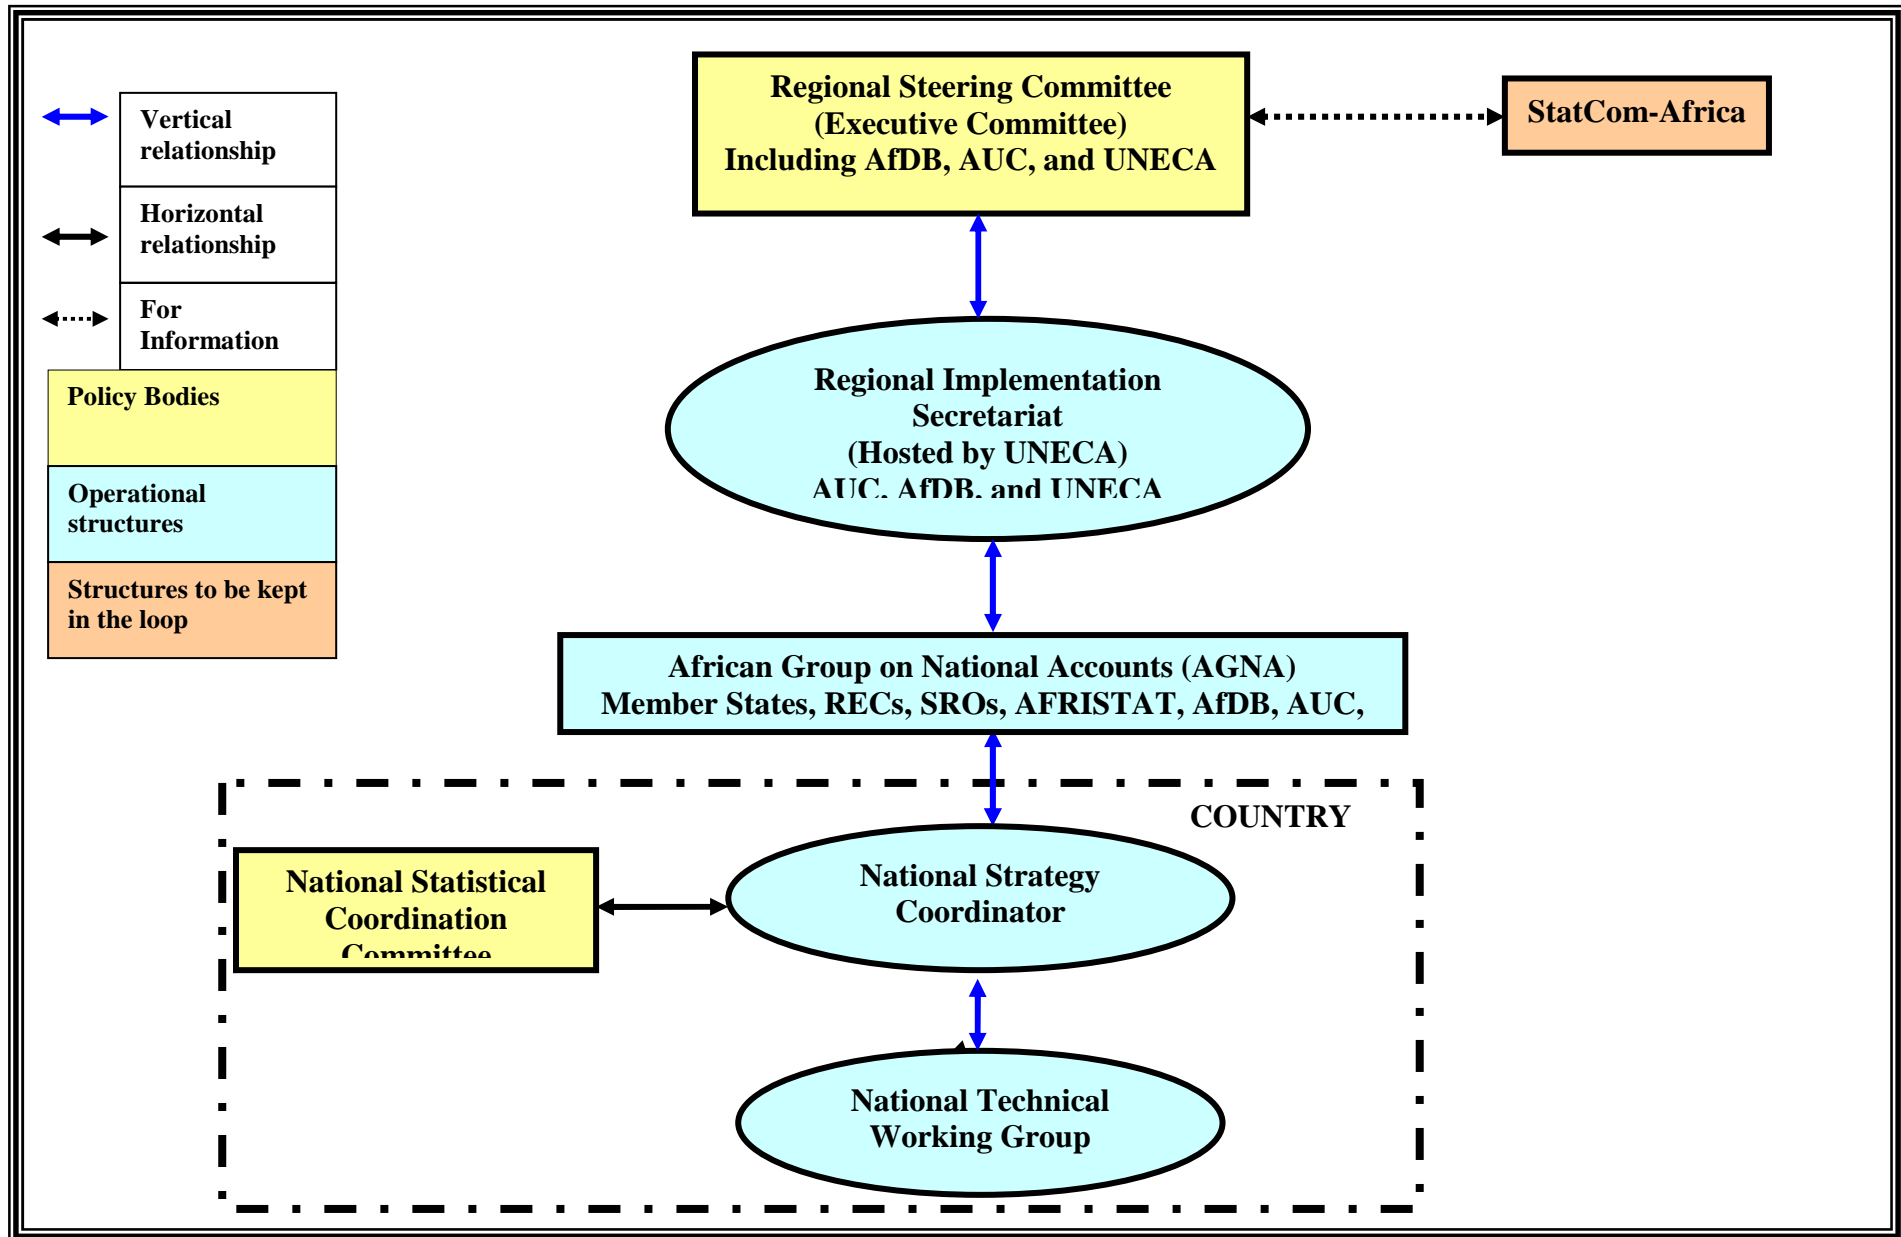 Vertical
relationship
Horizontal
relationship
For
Information
Policy Bodies
Operational
structures
Structures to be kept
in the loop
Regional Steering Committee
(Executive Committee)
Including AfDB, AUC, and UNECA
StatCom-Africa
Regional Implementation
Secretariat
(Hosted by UNECA)
AUC, AfDB, and UNECA
African Group on National Accounts (AGNA)
Member States, RECs, SROs, AFRISTAT, AfDB, AUC,
COUNTRY
National Statistical
Coordination
Committee
National Strategy
Coordinator
National Technical
Working Group